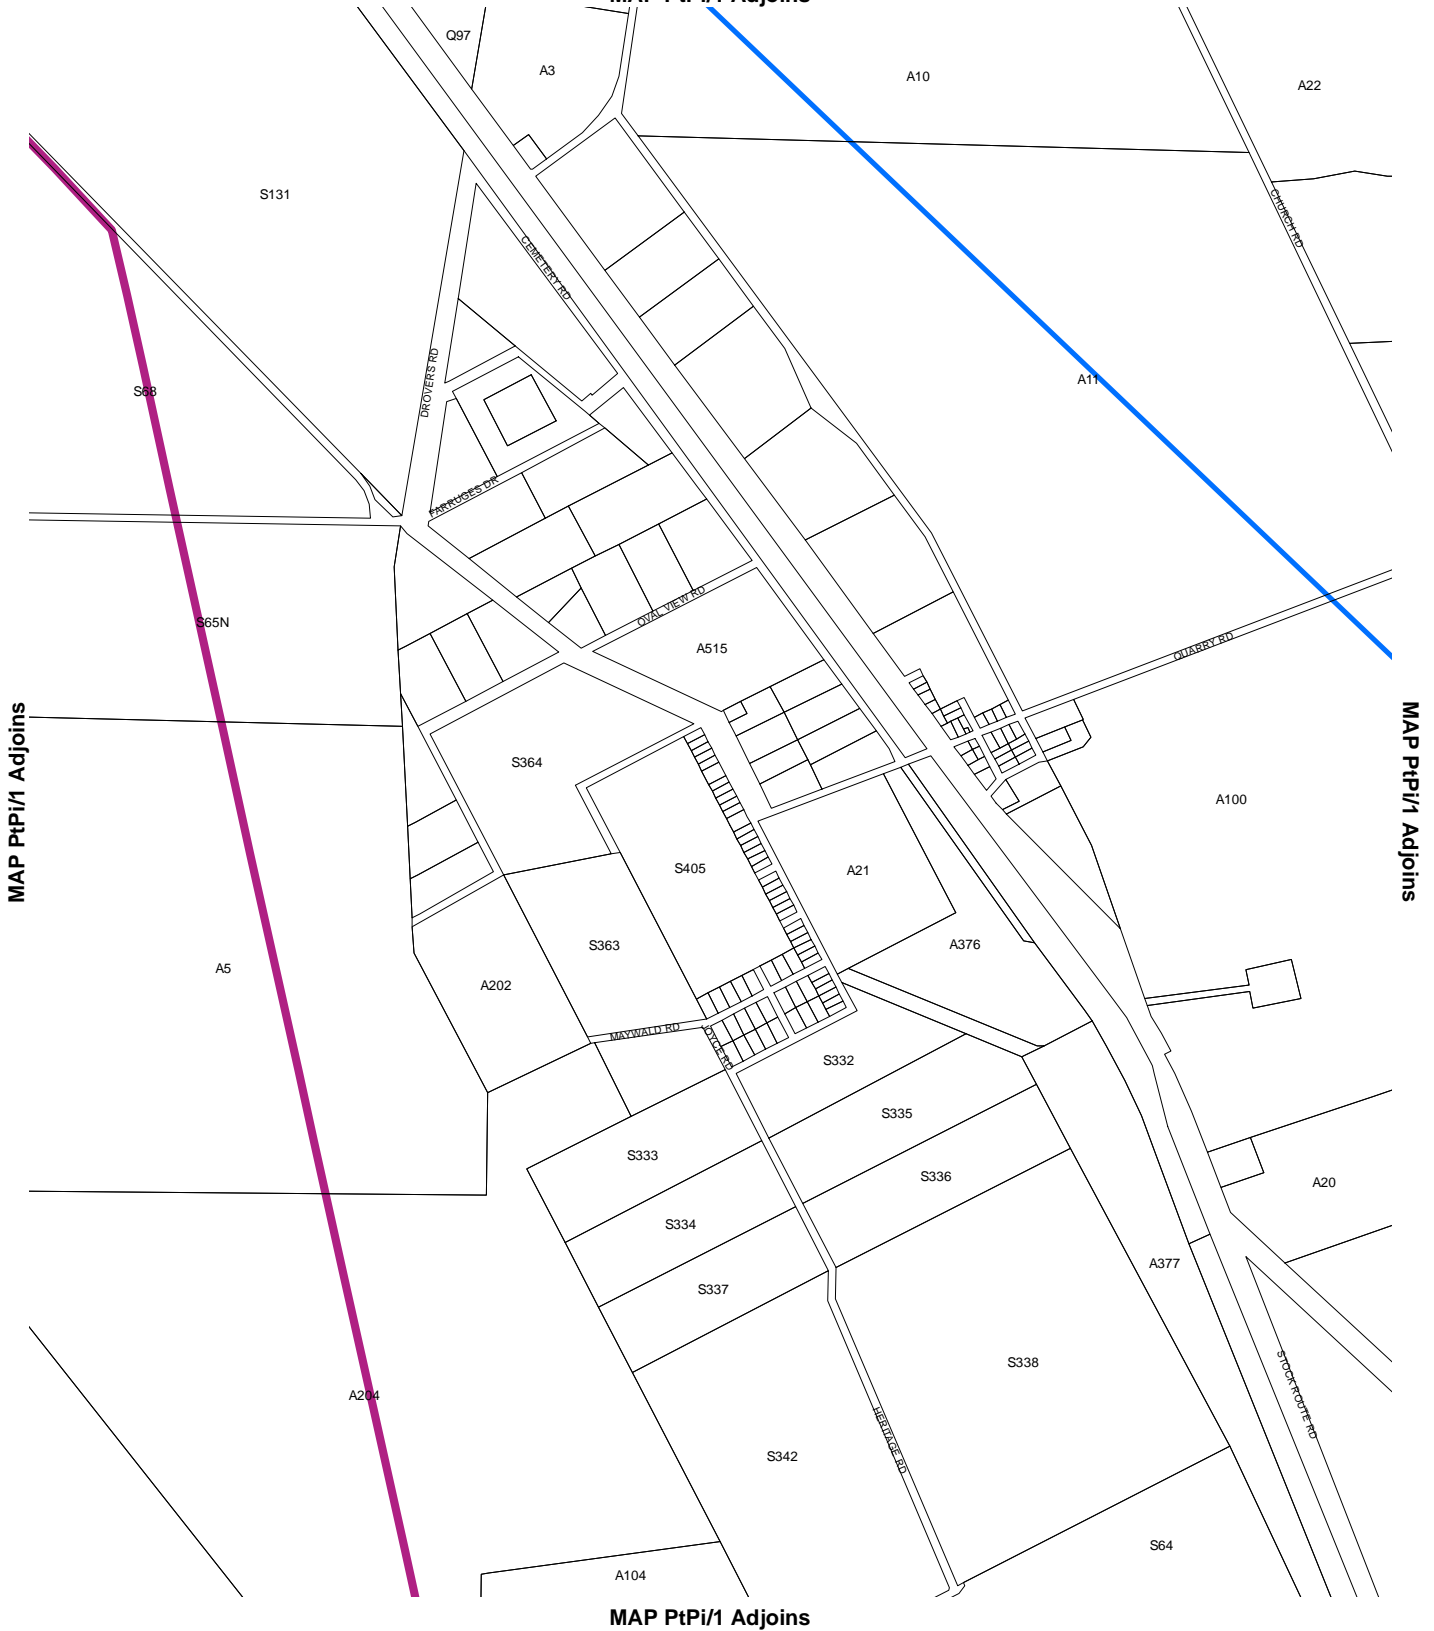 MAP PtPi/1 Adjoins
Q97
A3
A10
A22
S131
CHURCH RD
CEMETERY RD
S68
DROVERS RD
A11
FARRUGES DR
OVAL VIEW RD
S65N
QUARRY RD
A515
MAP PtPi/1 Adjoins
MAP PtPi/1 Adjoins
S364
A100
S405
A21
S363
A376
A5
A202
MAYWALD RD
JOYCE RD
S332
S335
S333
S336
A20
S334
A377
S337
S338
A204
STOCK ROUTE RD
HERITAGE RD
S342
S64
A104
MAP PtPi/1 Adjoins